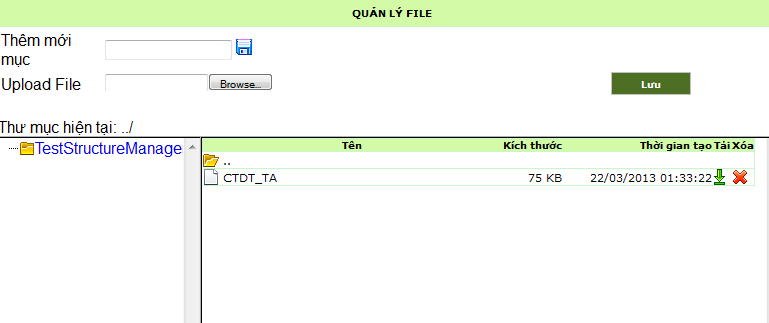 QUẢN LÝ FILE
Thêm mới
mục
Upload File
Browse...
Lưu
Thư mục hiện tại: ../
TestStructureManage
Tên Kích thước Thời gian tạo Tải Xóa
..
CTDT_TA 75 KB 22/03/2013 01:33:22